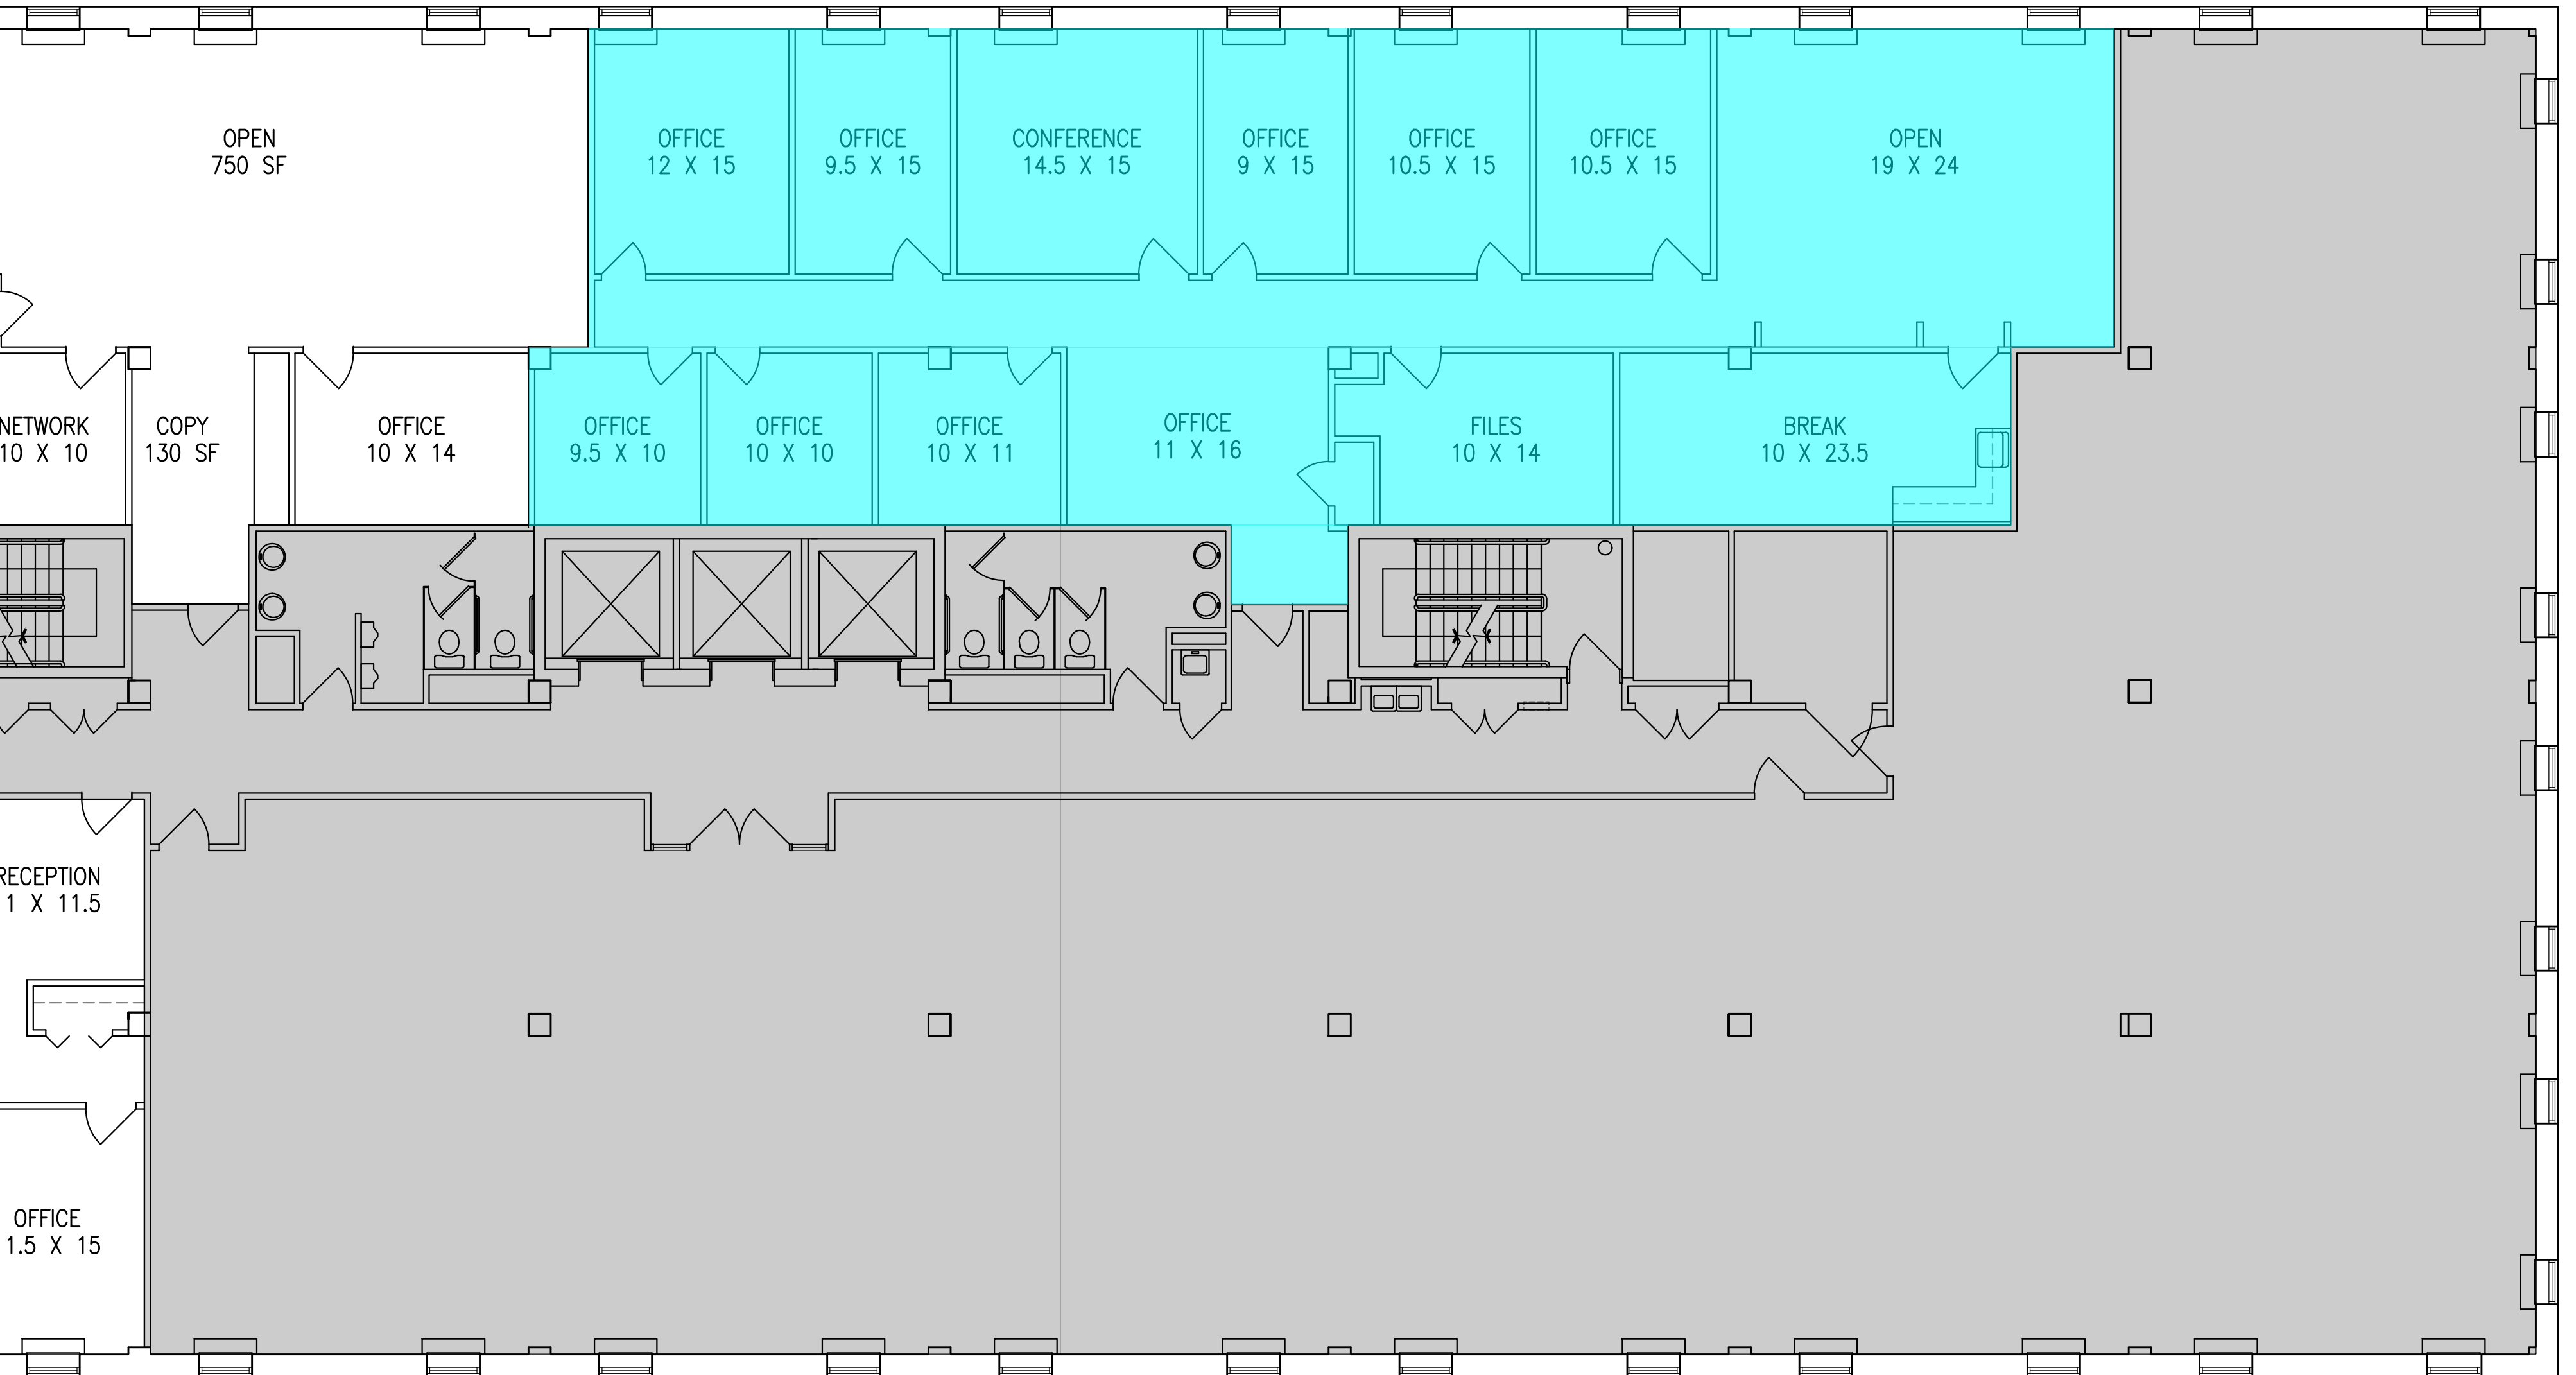 OPEN
750 SF
OFFICE
12 X 15
OFFICE
9.5 X 15
CONFERENCE
14.5 X 15
OFFICE
9 X 15
OFFICE
10.5 X 15
OFFICE
10.5 X 15
OPEN
19 X 24
NETWORK
10 X 10
COPY
130 SF
OFFICE
10 X 14
OFFICE
9.5 X 10
OFFICE
10 X 10
OFFICE
10 X 11
OFFICE
11 X 16
FILES
10 X 14
BREAK
10 X 23.5
RECEPTION
1 X 11.5
OFFICE
1.5 X 15